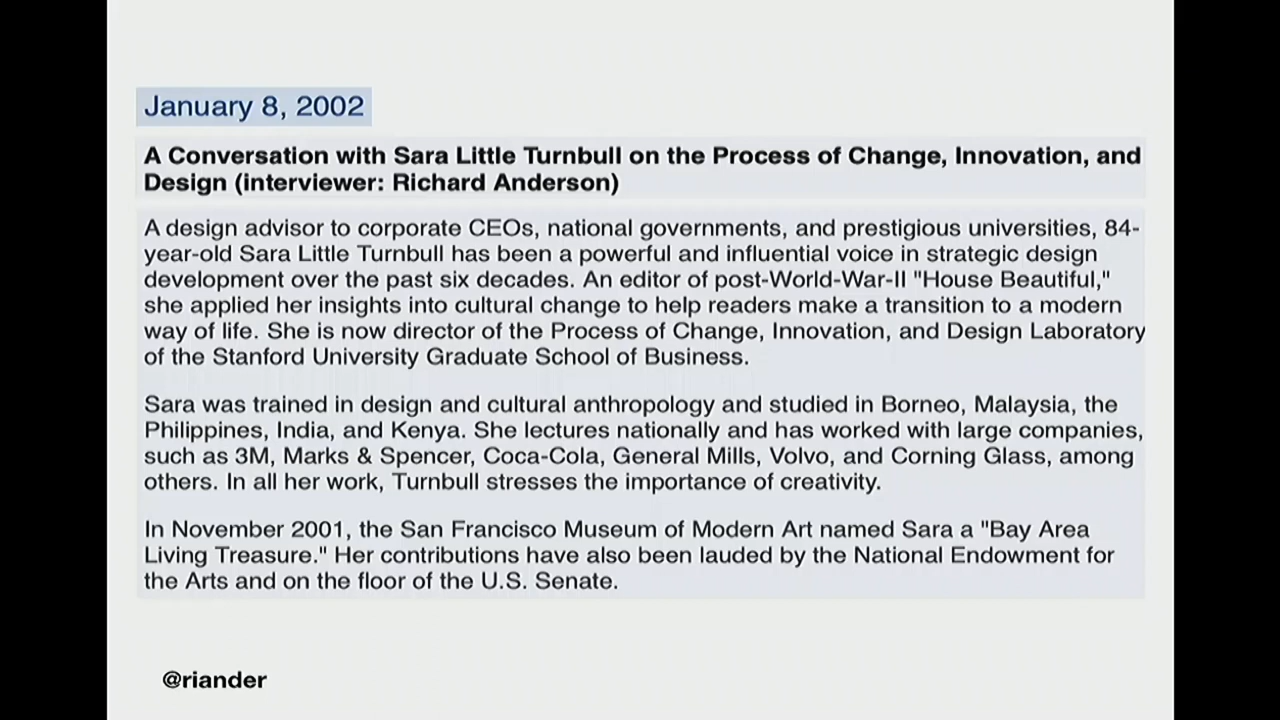 January 8, 2002
A Conversation with Sara Little Turnbull on the Process of Change, Innovation, and
Design (interviewer: Richard Anderson)
A design advisor to corporate CEOs, national governments, and prestigious universities, 84-
year-old Sara Little Turnbull has been a powerful and influential voice in strategic design
development over the past six decades. An editor of post-World-War-II "House Beautiful,"
she applied her insights into cultural change to help readers make a transition to a modern
way of life. She is now director of the Process of Change, Innovation, and Design Laboratory
of the Stanford University Graduate School of Business.
Sara was trained in design and cultural anthropology and studied in Borneo, Malaysia, the
Philippines, India, and Kenya. She lectures nationally and has worked with large companies,
such as 3M, Marks & Spencer, Coca-Cola, General Mills, Volvo, and Corning Glass, among
others. In all her work, Turnbull stresses the importance of creativity.
In November 2001, the San Francisco Museum of Modern Art named Sara a "Bay Area
Living Treasure." Her contributions have also been lauded by the National Endowment for
the Arts and on the floor of the U.S. Senate.
@riander